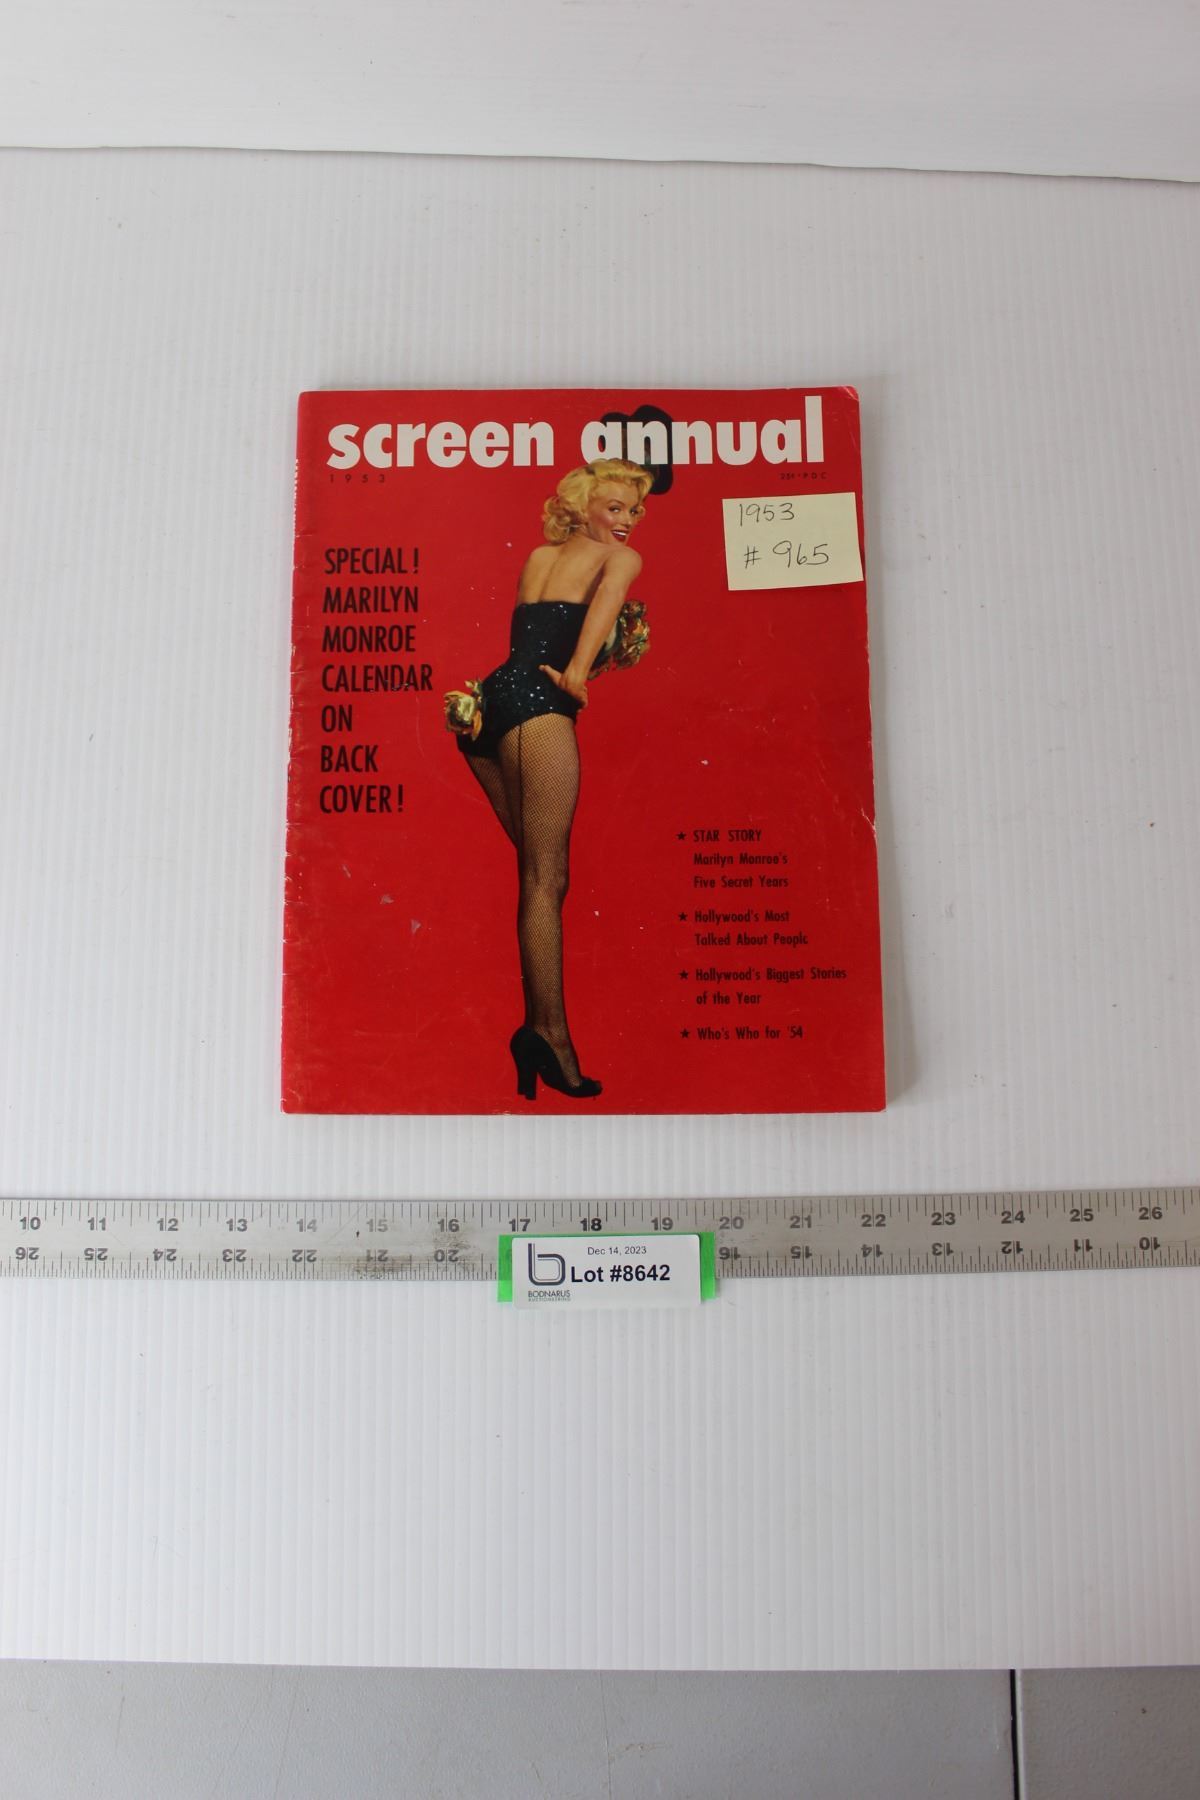 screen annual
1953
25¢ • PDC
1953
# 965
SPECIAL!
MARILYN
MONROE
CALENDAR
ON
BACK
COVER!
★ STAR STORY
Marilyn Monroe's
Five Secret Years
★ Hollywood's Most
Talked About People
★ Hollywood's Biggest Stories
of the Year
★ Who's Who for '54
10 11 12 13 14 15 16 17 18 19 20 21 22 23 24 25 26
26 25 24 23 22 21 20 16 15 14 13 12 11 10
Dec 14, 2023
Lot #8642
BODNARUS
AUCTIONEERING